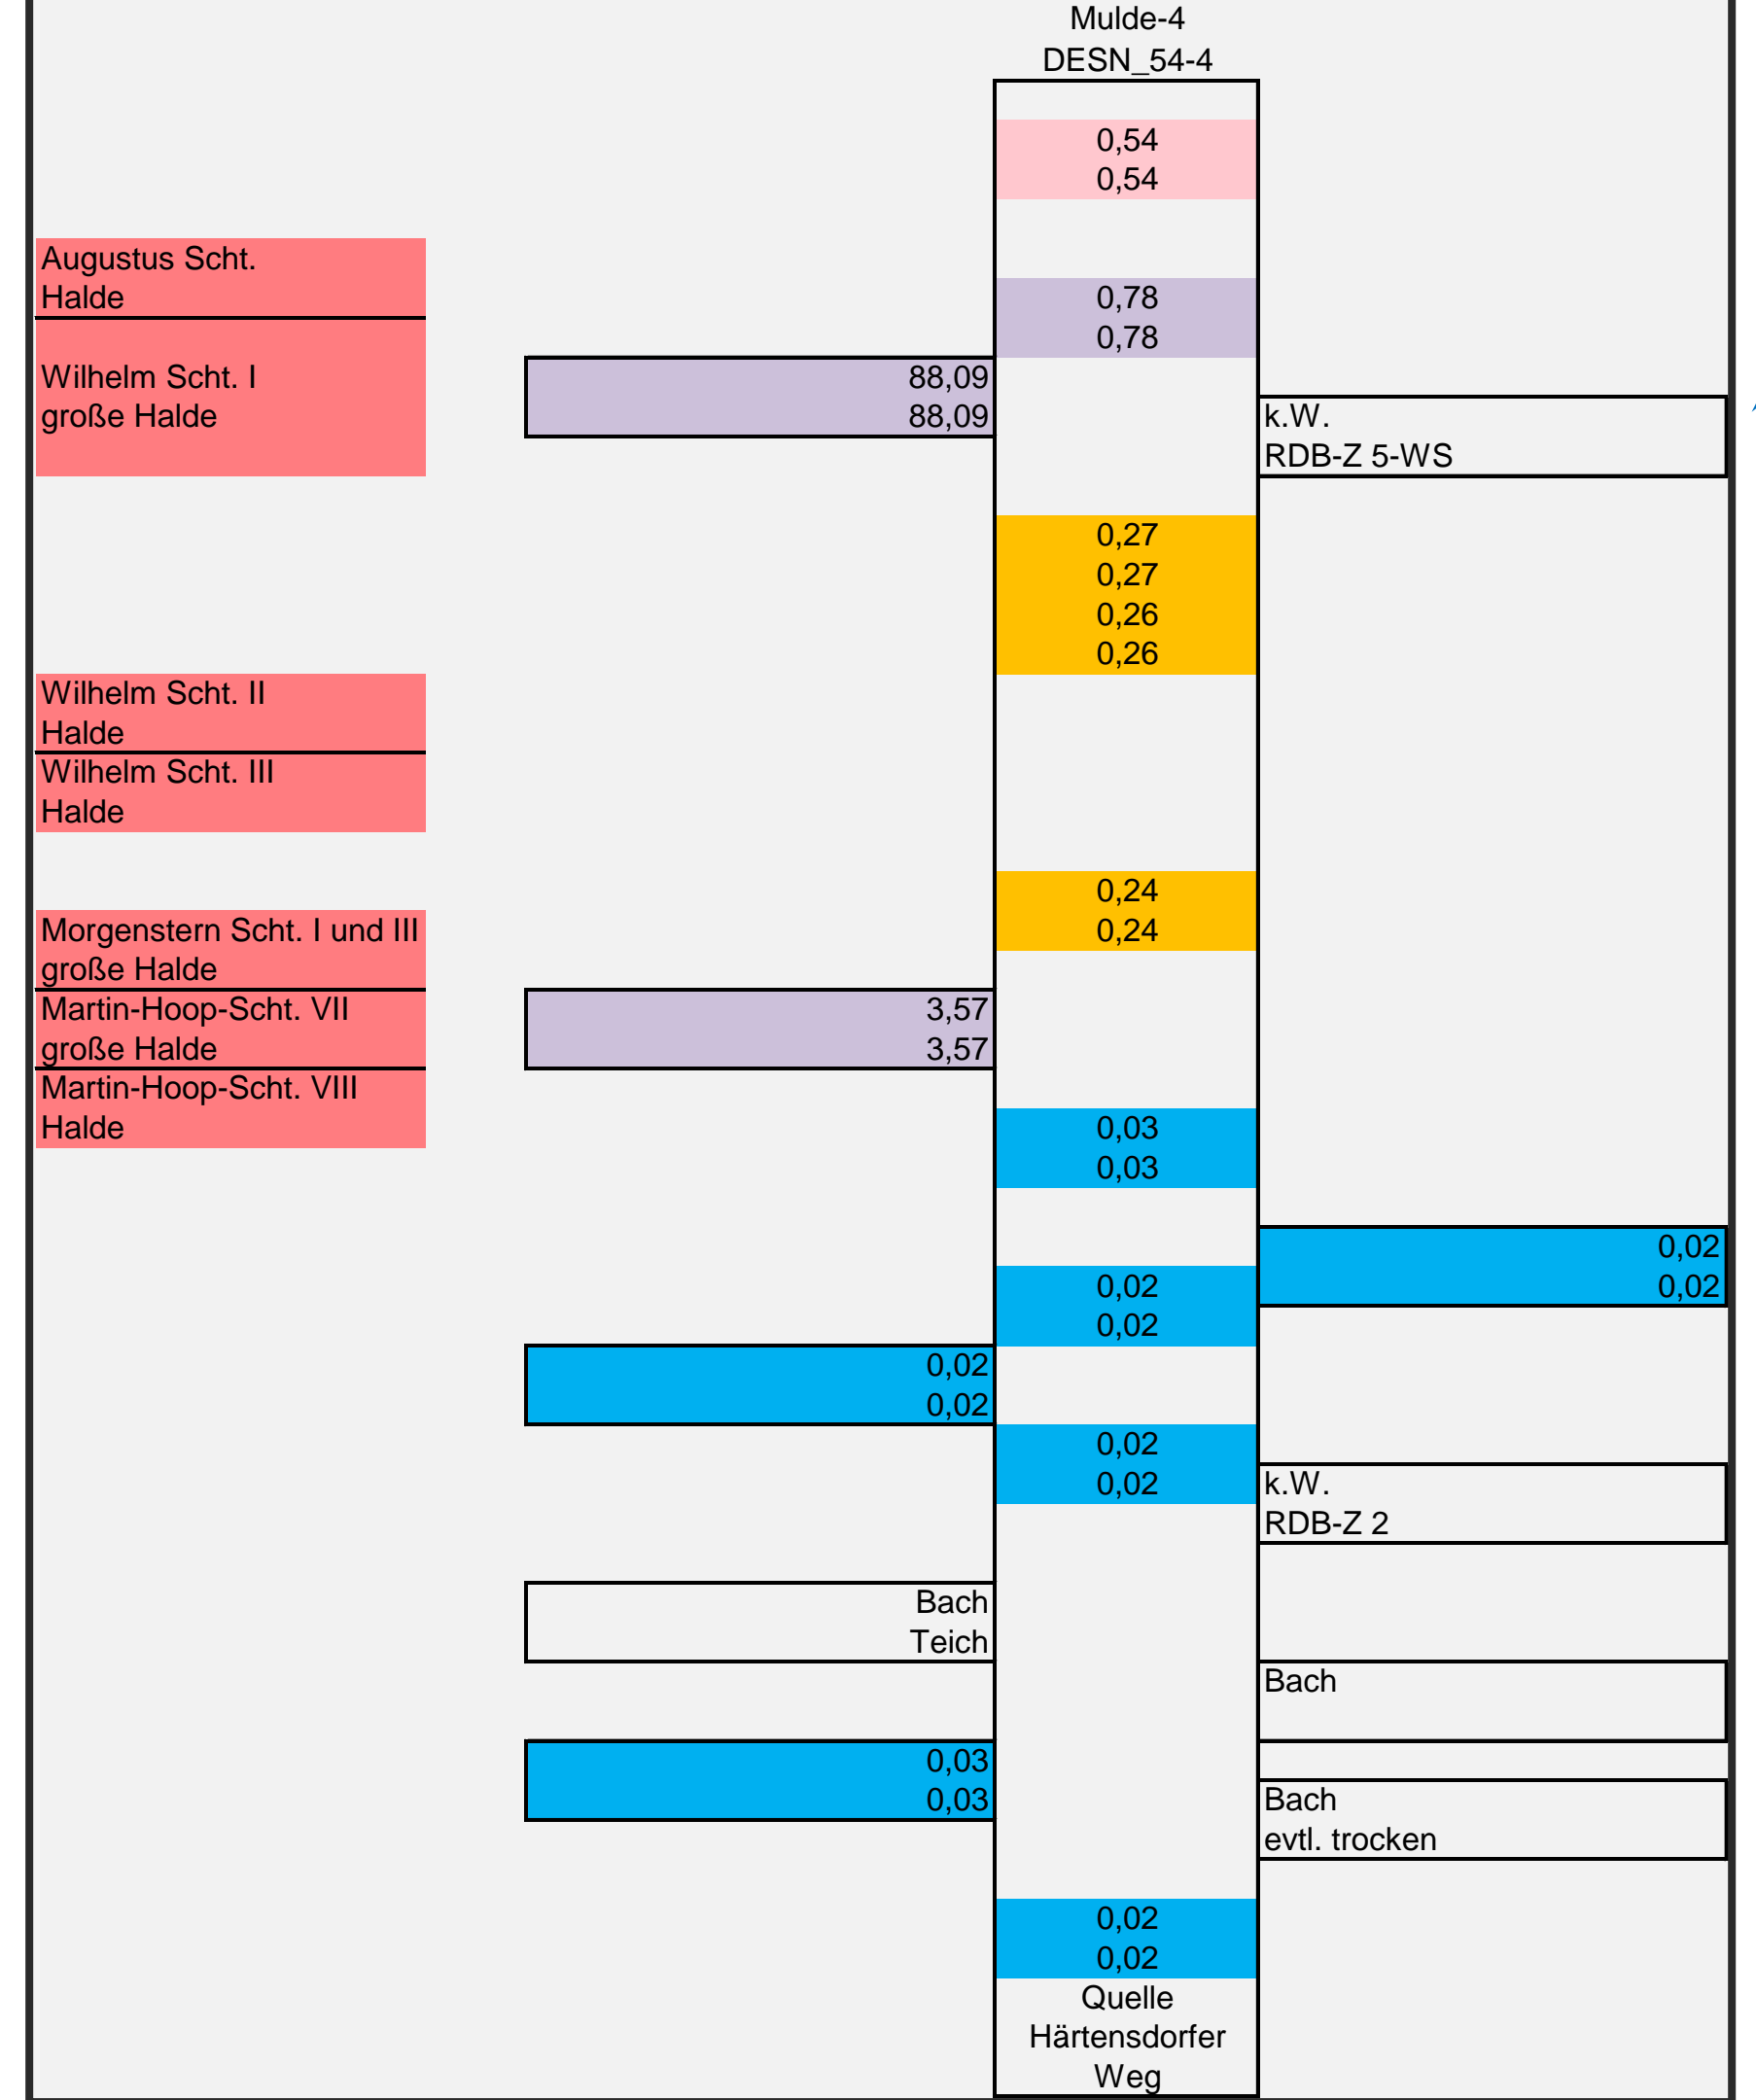 Mulde-4
DESN_54-4
0,54
0,54
Augustus Scht.
Halde
0,78
0,78
Wilhelm Scht. I
große Halde
88,09
88,09
k.W.
RDB-Z 5-WS
0,27
0,27
0,26
0,26
Wilhelm Scht. II
Halde
Wilhelm Scht. III
Halde
0,24
0,24
Morgenstern Scht. I und III
große Halde
Martin-Hoop-Scht. VII
große Halde
3,57
3,57
Martin-Hoop-Scht. VIII
Halde
0,03
0,03
0,02
0,02
0,02
0,02
0,02
0,02
0,02
0,02
k.W.
RDB-Z 2
Bach
Teich
Bach
0,03
0,03
Bach
evtl. trocken
0,02
0,02
Quelle
Härtensdorfer
Weg